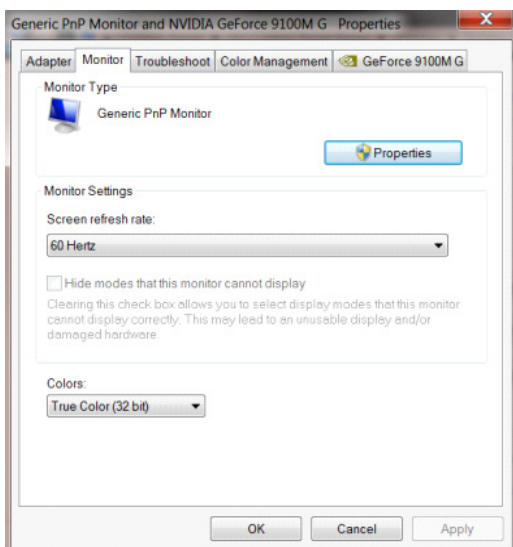 Generic PnP Monitor and NVIDIA GeForce 9100M G Properties
Adapter Monitor Troubleshoot Color Management GeForce 9100M G
Monitor Type
Generic PnP Monitor
Properties
Monitor Settings
Screen refresh rate:
60 Hertz
Hide modes that this monitor cannot display
Clearing this check box allows you to select display modes that this monitor
cannot display correctly. This may lead to an unusable display and/or
damaged hardware.
Colors:
True Color (32 bit)
OK Cancel Apply